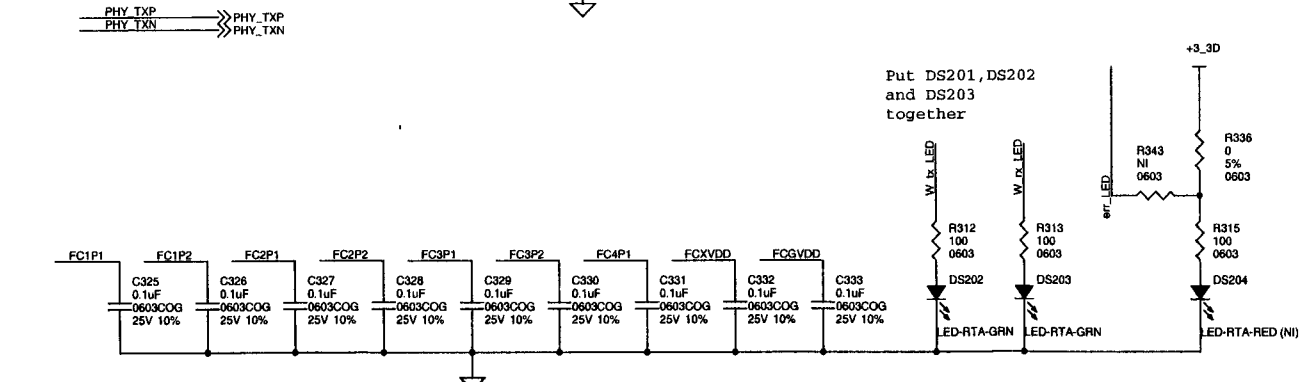 PHY_TXP
PHY_TXP
PHY_TXN
PHY_TXN
+3_3D
Put DS201,DS202
and DS203
together
W_tx_LED
W_rx_LED
err_LED
R343
NI
0603
R336
0
5%
0603
R312
100
0603
R313
100
0603
R315
100
0603
FC1P1
FC1P2
FC2P1
FC2P2
FC3P1
FC3P2
FC4P1
FCXVDD
FCGVDD
C325
0.1uF
0603COG
25V 10%
C326
0.1uF
0603COG
25V 10%
C327
0.1uF
0603COG
25V 10%
C328
0.1uF
0603COG
25V 10%
C329
0.1uF
0603COG
25V 10%
C330
0.1uF
0603COG
25V 10%
C331
0.1uF
0603COG
25V 10%
C332
0.1uF
0603COG
25V 10%
C333
0.1uF
0603COG
25V 10%
DS202
LED-RTA-GRN
DS203
LED-RTA-GRN
DS204
LED-RTA-RED (NI)